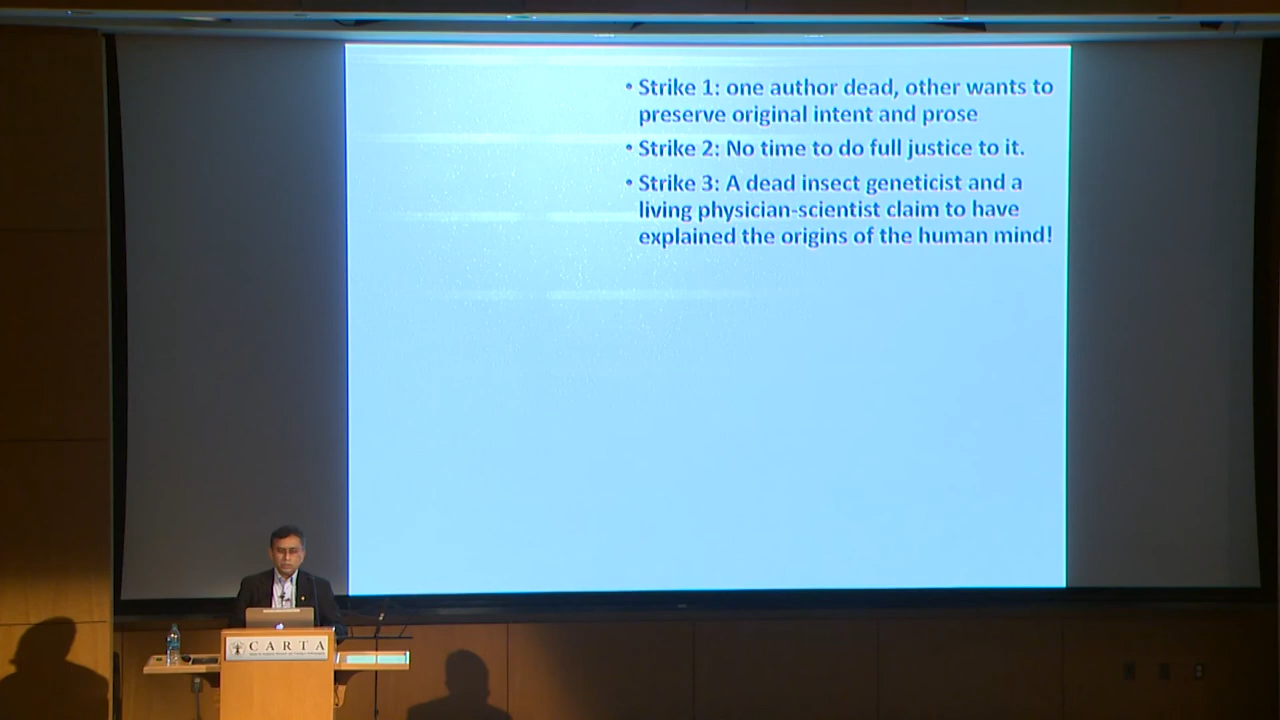 • Strike 1: one author dead, other wants to
preserve original intent and prose
• Strike 2: No time to do full justice to it.
• Strike 3: A dead insect geneticist and a
living physician-scientist claim to have
explained the origins of the human mind!
CARTA